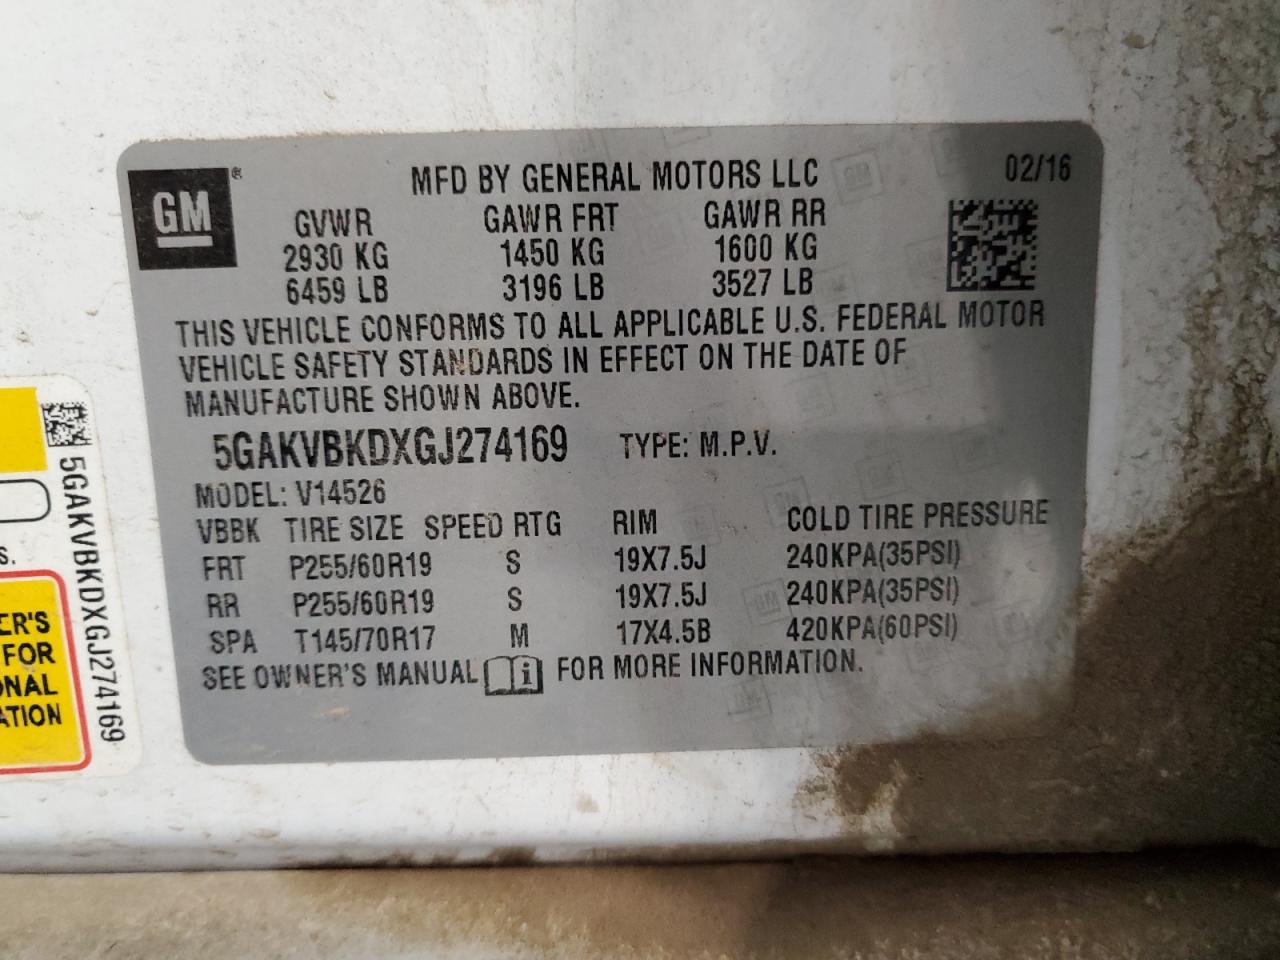 GM ®
MFD BY GENERAL MOTORS LLC 02/16
GVWR GAWR FRT GAWR RR
2930 KG 1450 KG 1600 KG
6459 LB 3196 LB 3527 LB
THIS VEHICLE CONFORMS TO ALL APPLICABLE U.S. FEDERAL MOTOR
VEHICLE SAFETY STANDARDS IN EFFECT ON THE DATE OF
MANUFACTURE SHOWN ABOVE.
5GAKVBKDXGJ274169 TYPE: M.P.V.
MODEL: V14526
VBBK TIRE SIZE SPEED RTG RIM COLD TIRE PRESSURE
FRT P255/60R19 S 19X7.5J 240KPA(35PSI)
RR P255/60R19 S 19X7.5J 240KPA(35PSI)
SPA T145/70R17 M 17X4.5B 420KPA(60PSI)
SEE OWNER'S MANUAL i FOR MORE INFORMATION.
5GAKVBKDXGJ274169
S.
ER'S
FOR
ONAL
ATION